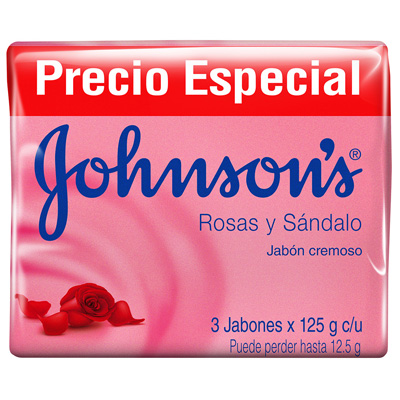 Precio Especial
Johnson's®
Rosas y Sándalo
Jabón cremoso
3 Jabones x 125 g c/u
Puede perder hasta 12.5 g